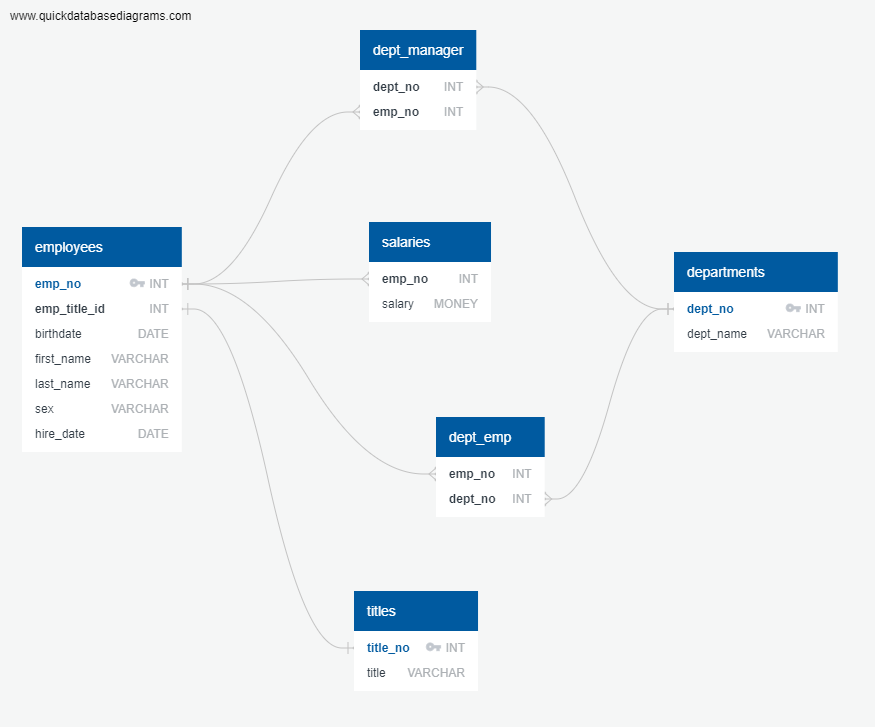 www.quickdatabasediagrams.com
dept_manager
dept_no INT
emp_no INT
employees
emp_no INT
emp_title_id INT
birthdate DATE
first_name VARCHAR
last_name VARCHAR
sex VARCHAR
hire_date DATE
salaries
emp_no INT
salary MONEY
departments
dept_no INT
dept_name VARCHAR
dept_emp
emp_no INT
dept_no INT
titles
title_no INT
title VARCHAR